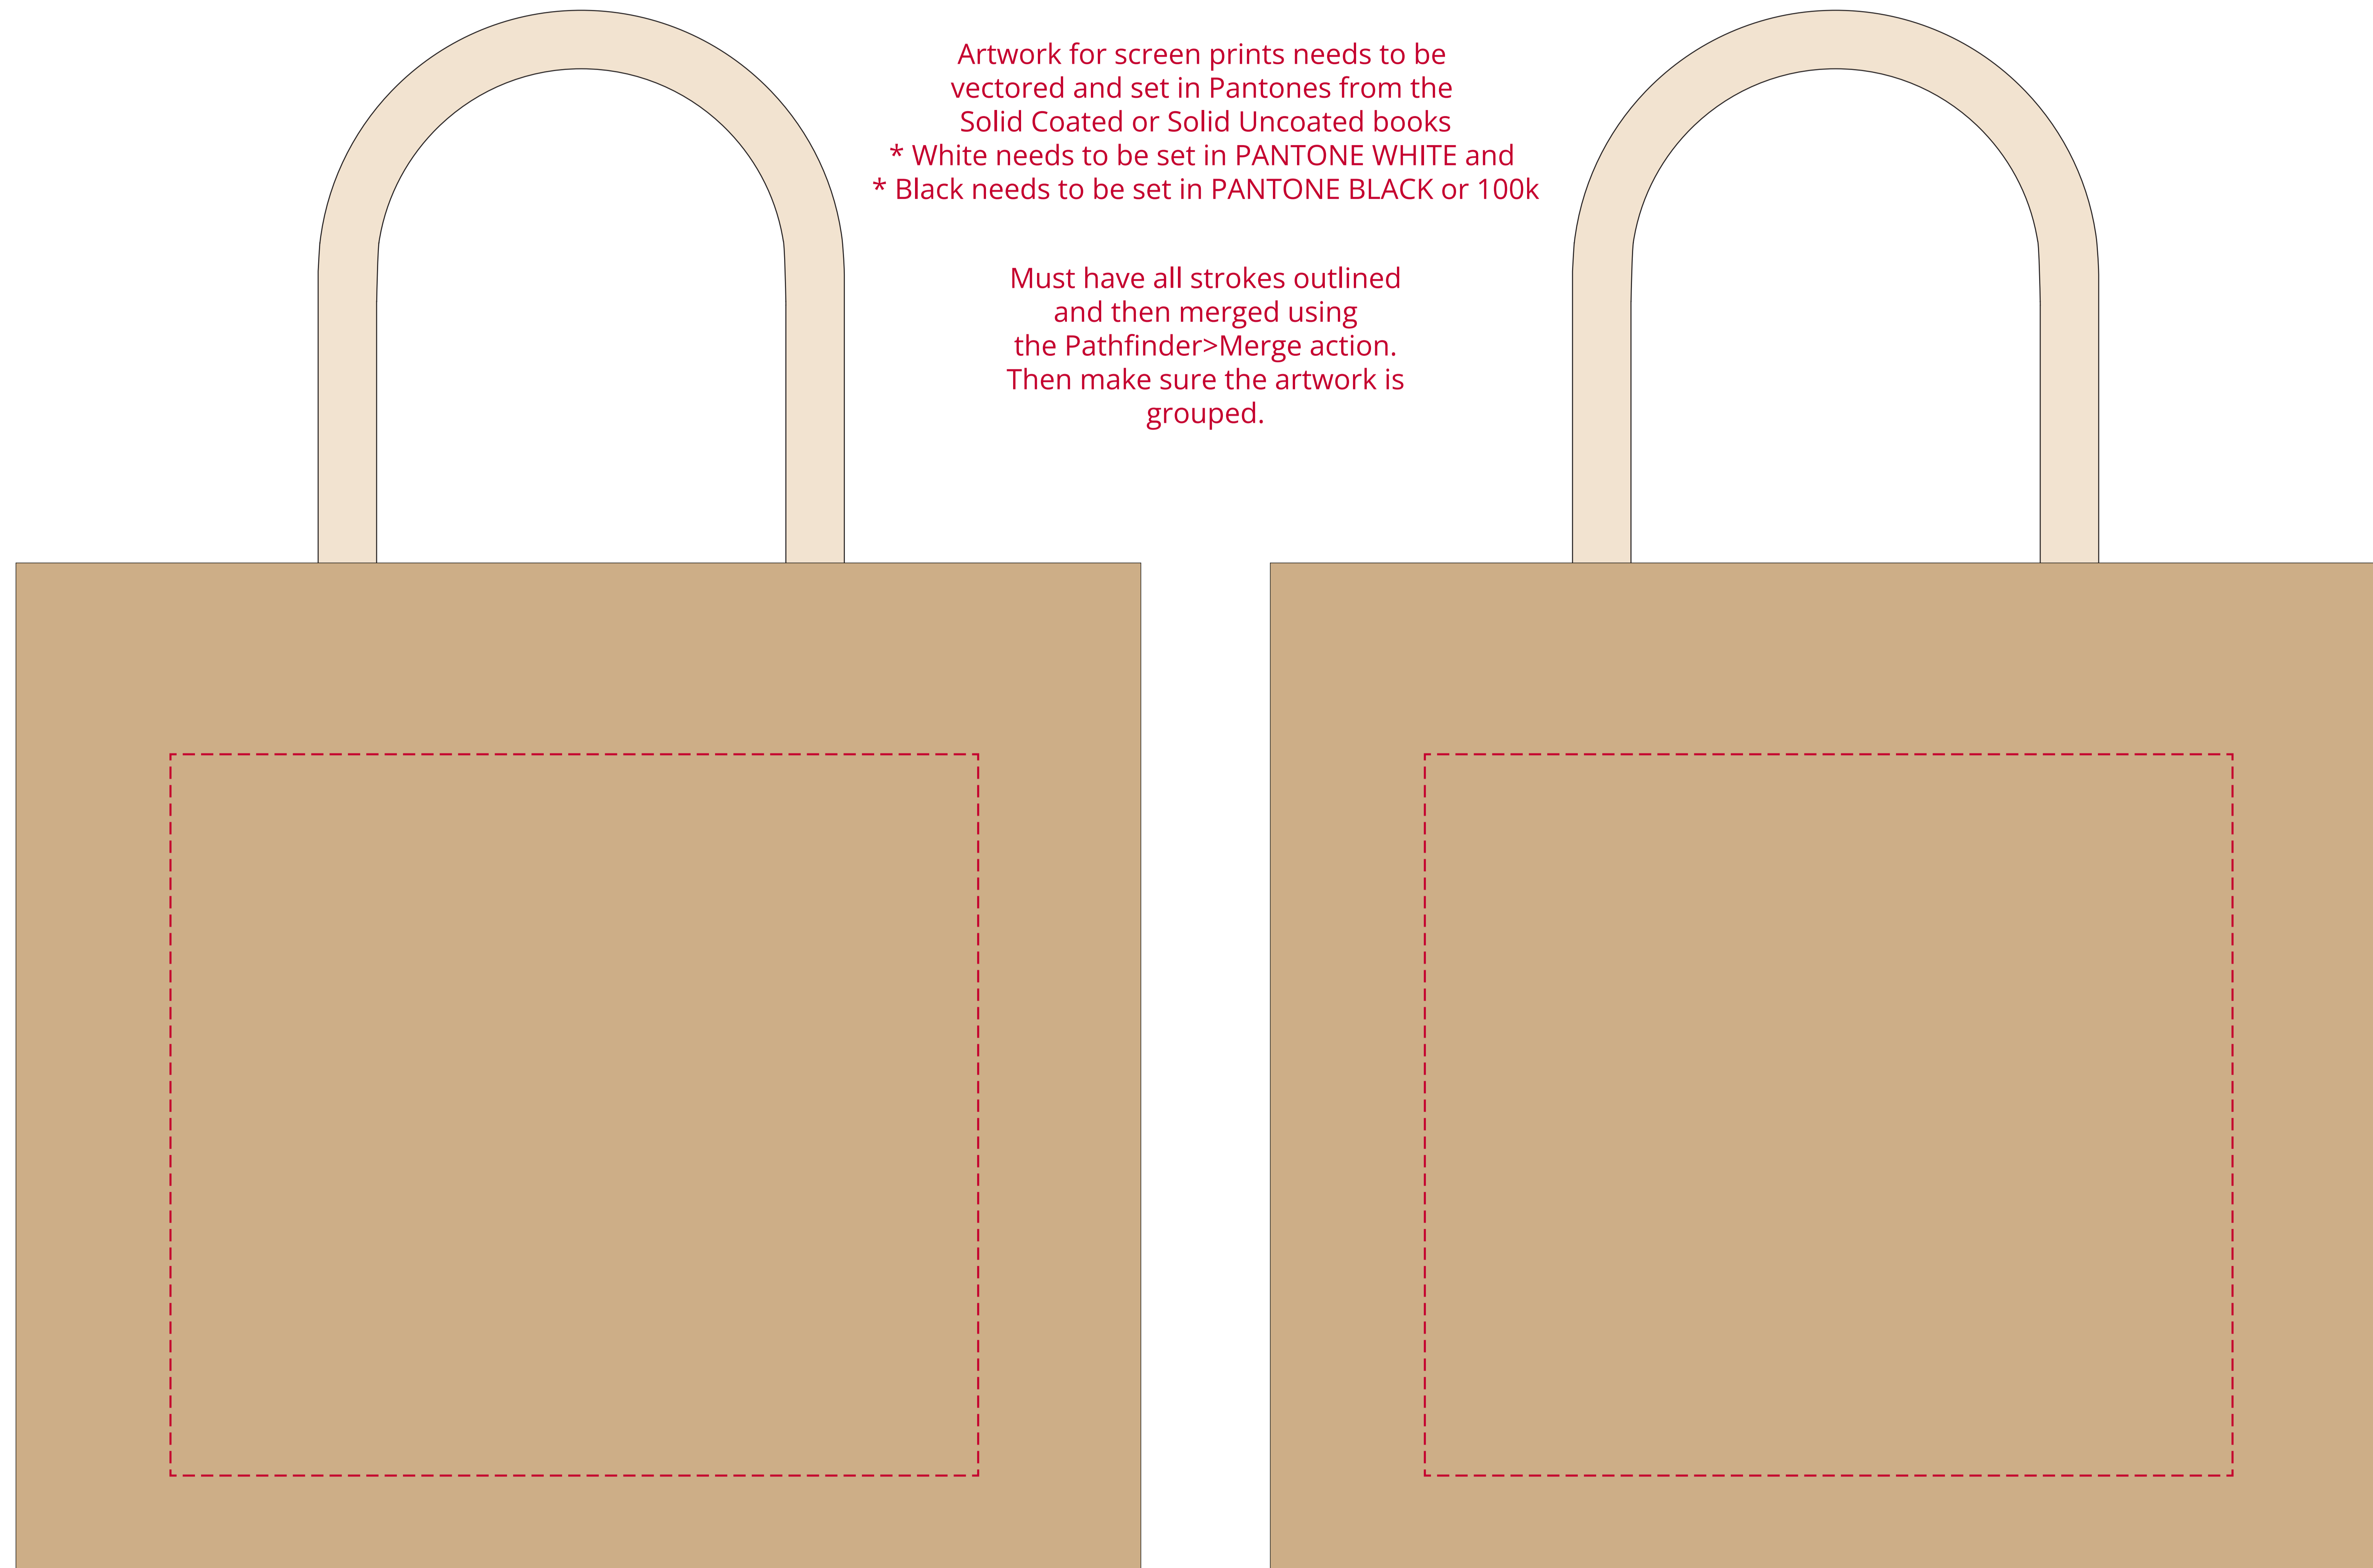 Artwork for screen prints needs to be
vectored and set in Pantones from the
Solid Coated or Solid Uncoated books
* White needs to be set in PANTONE WHITE and
* Black needs to be set in PANTONE BLACK or 100k
Must have all strokes outlined
and then merged using
the Pathfinder>Merge action.
Then make sure the artwork is
grouped.